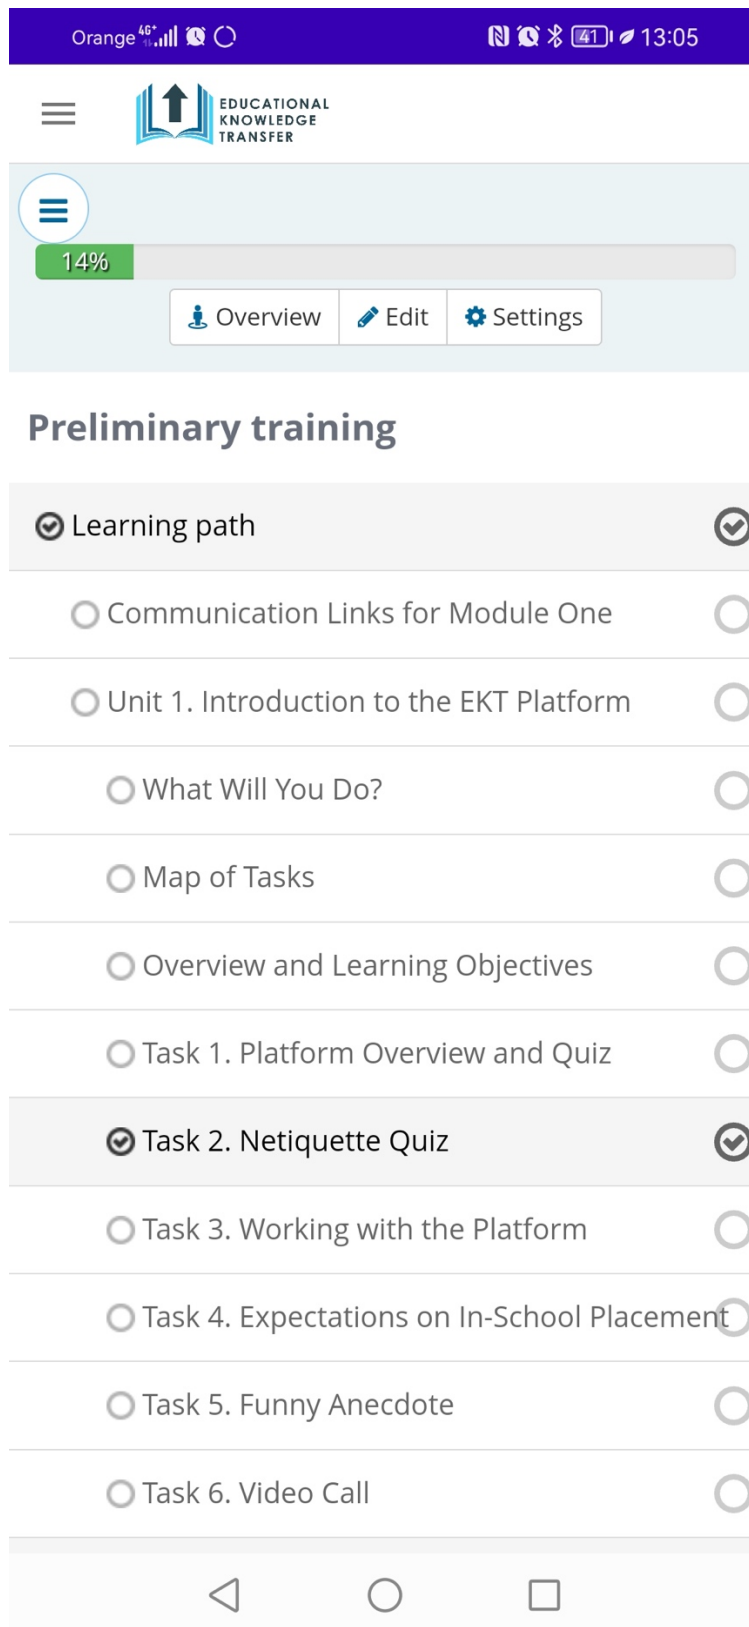 Orange 4G+ 41 13:05
EDUCATIONAL
KNOWLEDGE
TRANSFER
14%
Overview Edit Settings
Preliminary training
Learning path
Communication Links for Module One
Unit 1. Introduction to the EKT Platform
What Will You Do?
Map of Tasks
Overview and Learning Objectives
Task 1. Platform Overview and Quiz
Task 2. Netiquette Quiz
Task 3. Working with the Platform
Task 4. Expectations on In-School Placement
Task 5. Funny Anecdote
Task 6. Video Call